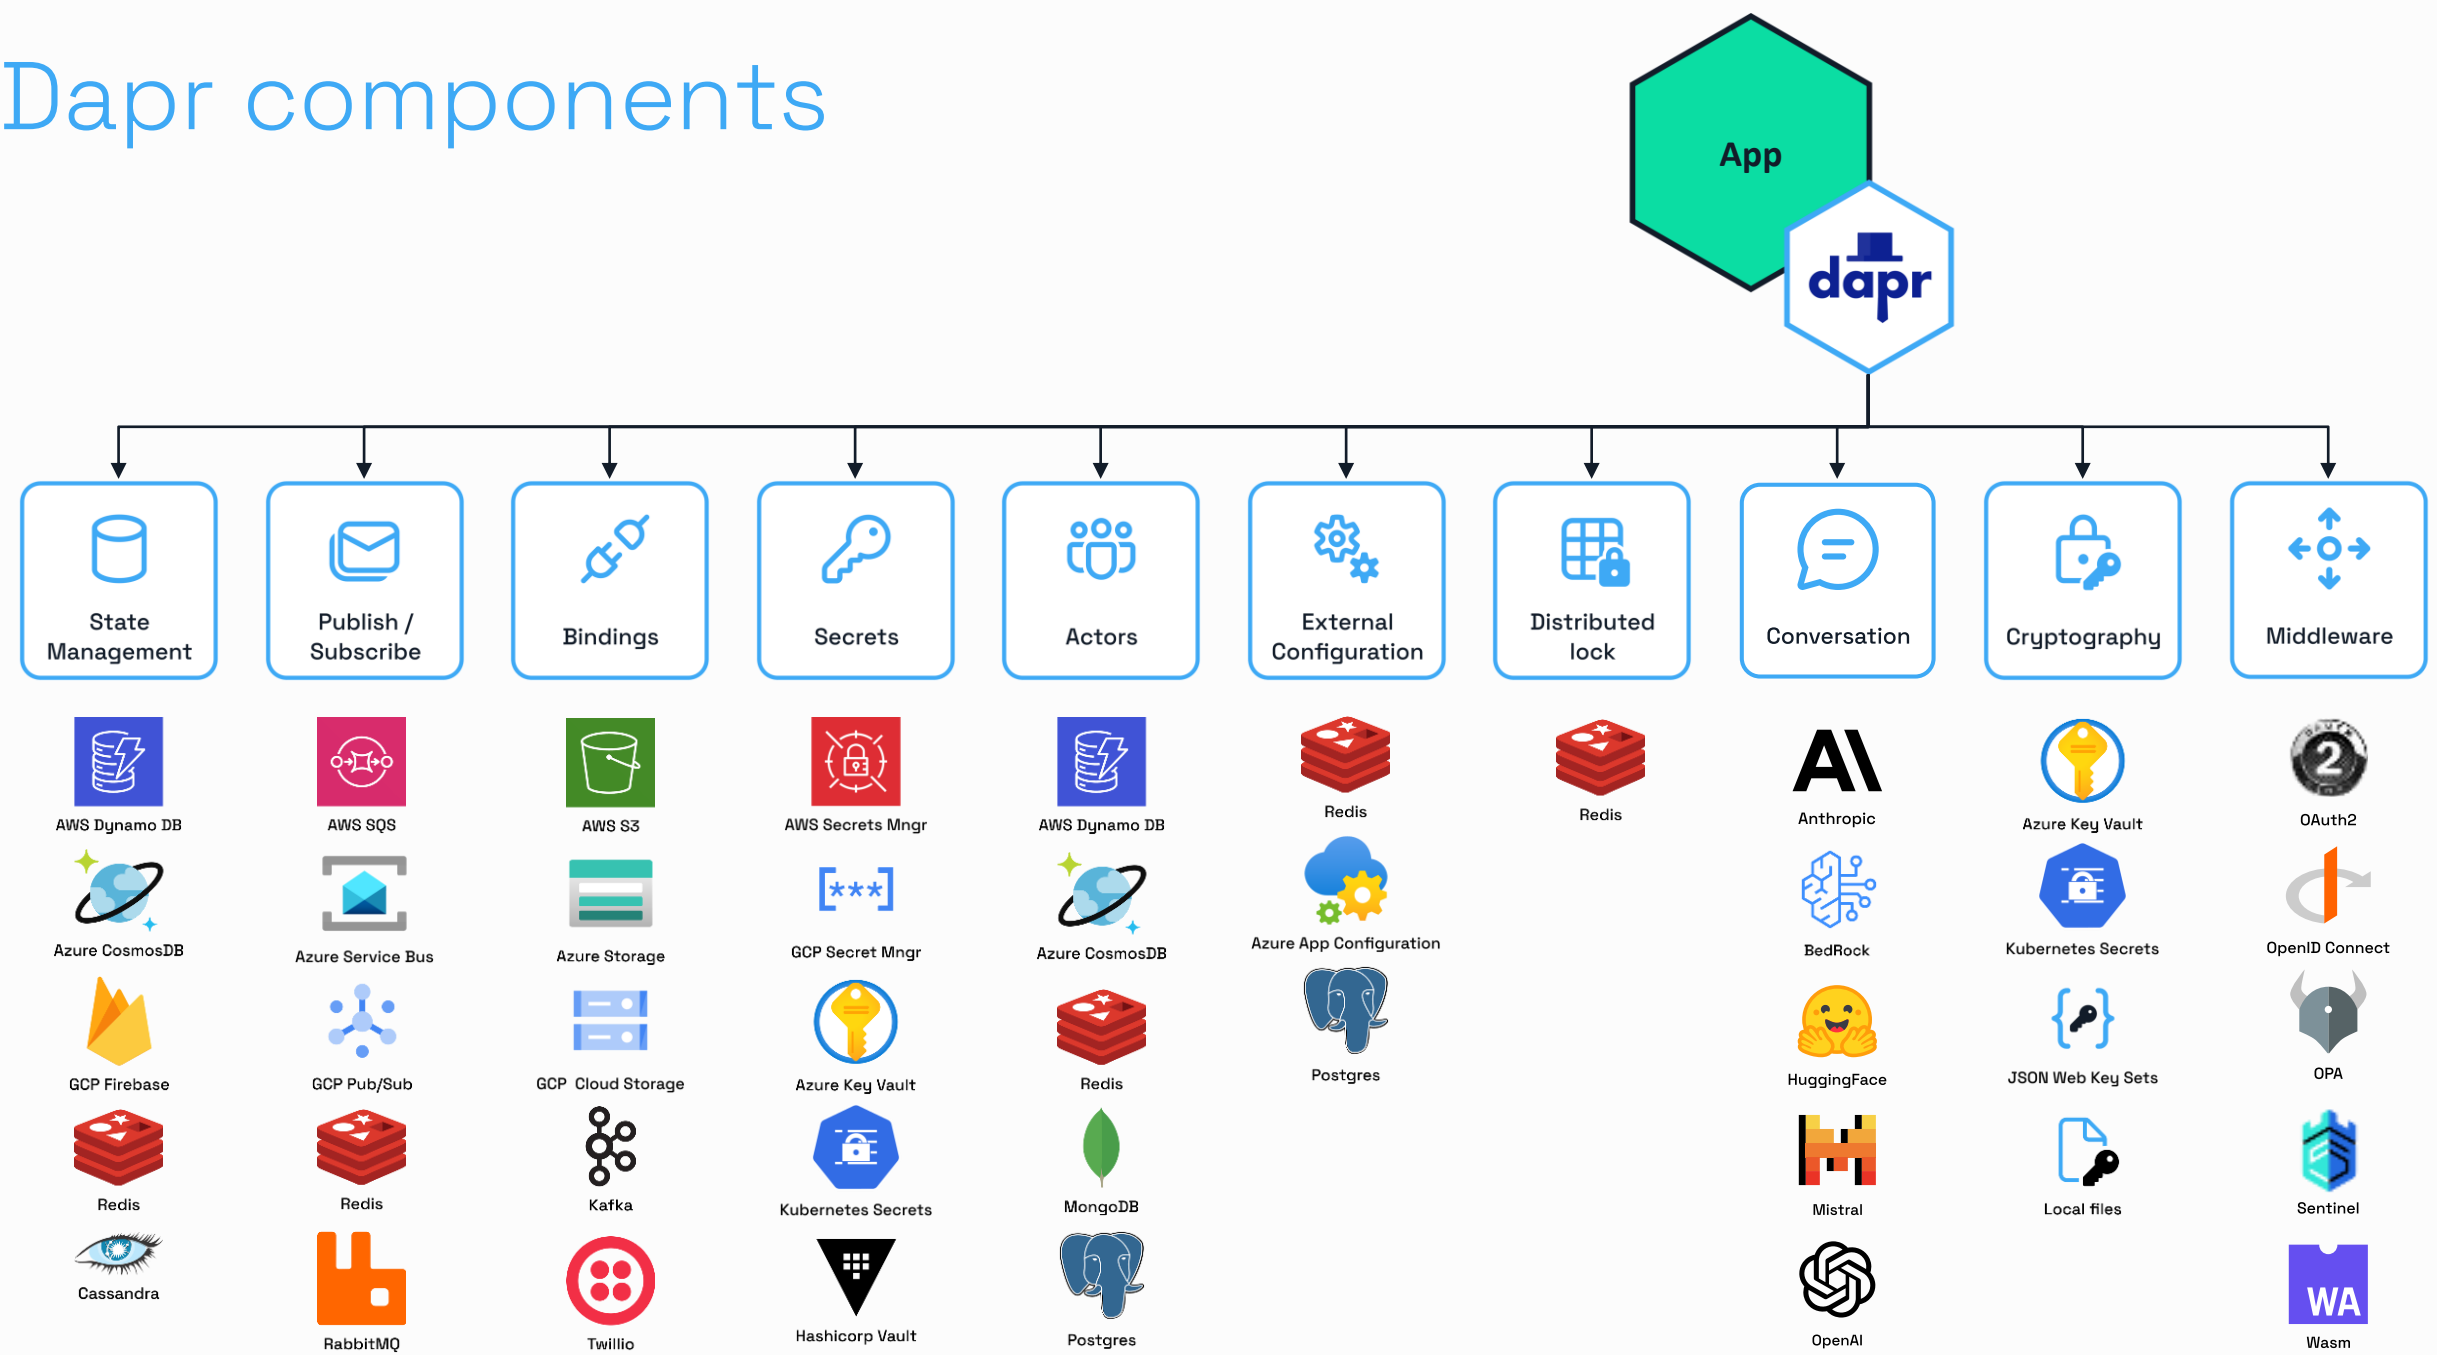 Dapr components
App
dapr
State
Management
Publish /
Subscribe
Bindings
Secrets
Actors
External
Configuration
Distributed
lock
Conversation
Cryptography
Middleware
AWS Dynamo DB
Azure CosmosDB
GCP Firebase
Redis
Cassandra
AWS SQS
Azure Service Bus
GCP Pub/Sub
Redis
RabbitMQ
AWS S3
Azure Storage
GCP Cloud Storage
Kafka
Twillio
AWS Secrets Mngr
[***]
GCP Secret Mngr
Azure Key Vault
Kubernetes Secrets
Hashicorp Vault
AWS Dynamo DB
Azure CosmosDB
Redis
MongoDB
Postgres
Redis
Azure App Configuration
Postgres
Redis
AI
Anthropic
BedRock
HuggingFace
Mistral
OpenAI
Azure Key Vault
Kubernetes Secrets
JSON Web Key Sets
Local files
2
OAuth2
OpenID Connect
OPA
Sentinel
WA
Wasm